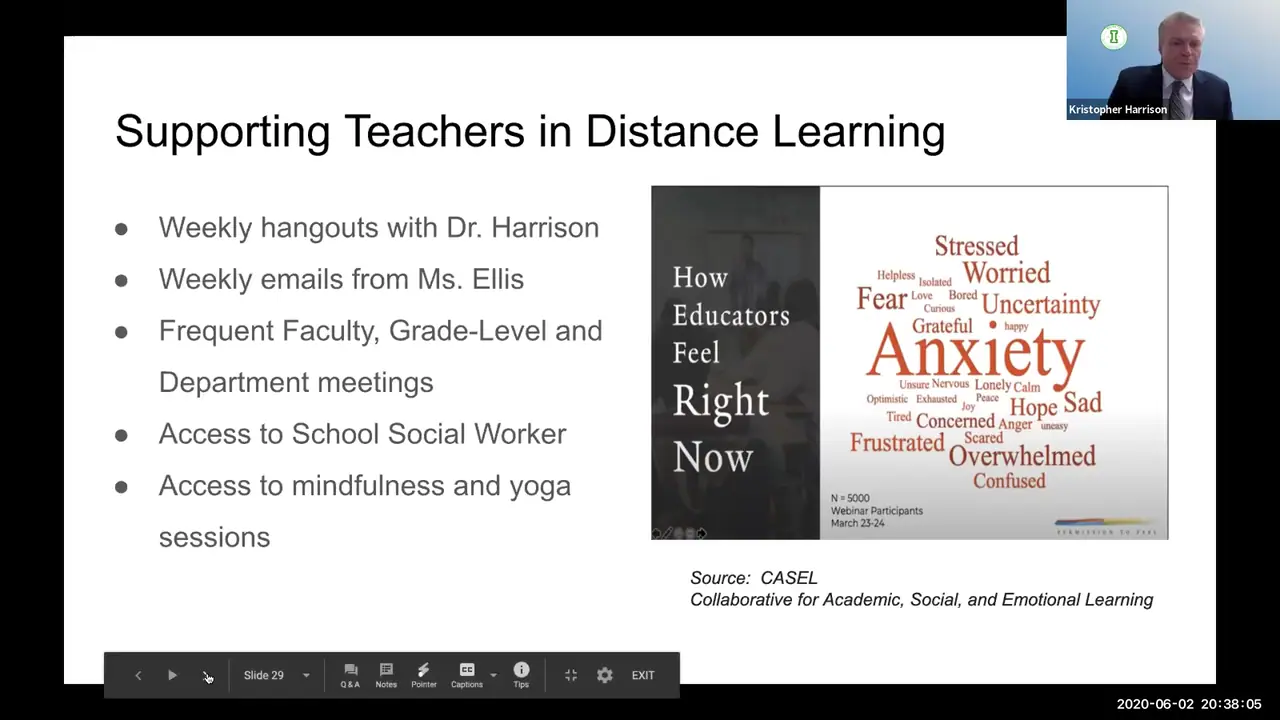 Kristopher Harrison
Supporting Teachers in Distance Learning
● Weekly hangouts with Dr. Harrison
● Weekly emails from Ms. Ellis
● Frequent Faculty, Grade-Level and
Department meetings
● Access to School Social Worker
● Access to mindfulness and yoga
sessions
How
Educators
Feel
Right
Now
Stressed
Helpless Isolated Worried
Fear Love Bored Uncertainty
Curious
Grateful happy
Anxiety
Unsure Nervous Lonely Calm
Optimistic Exhausted Joy Peace Hope Sad
Tired Concerned Anger uneasy
Frustrated Scared
Overwhelmed
Confused
N = 5000
Webinar Participants
March 23-24
PERMISSION TO FEEL
Source: CASEL
Collaborative for Academic, Social, and Emotional Learning
Slide 29 Q & A Notes Pointer Captions Tips EXIT
2020-06-02 20:38:05